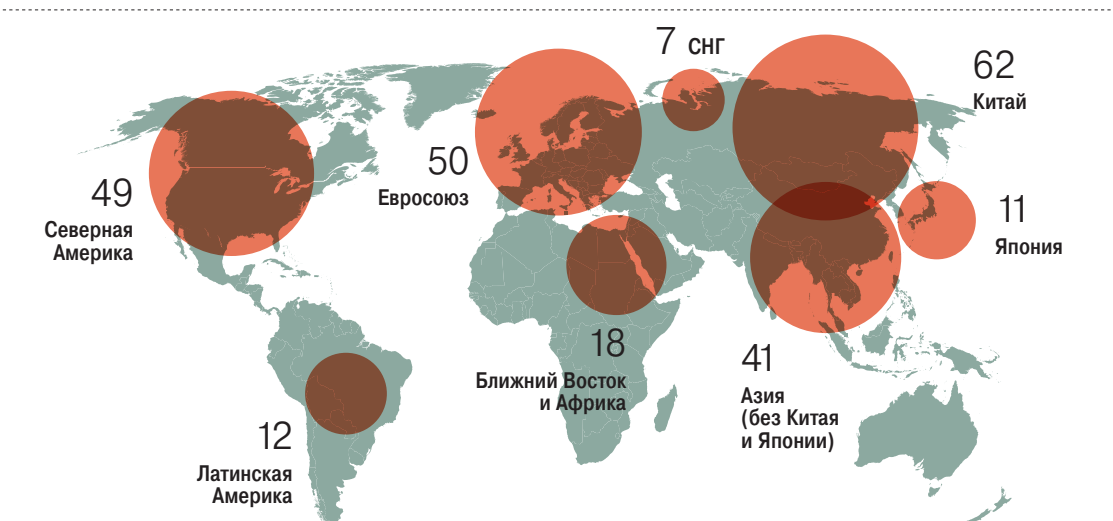 7 СНГ
62
Китай
50
Евросоюз
49
Северная
Америка
11
Япония
18
Ближний Восток
и Африка
41
Азия
(без Китая
и Японии)
12
Латинская
Америка